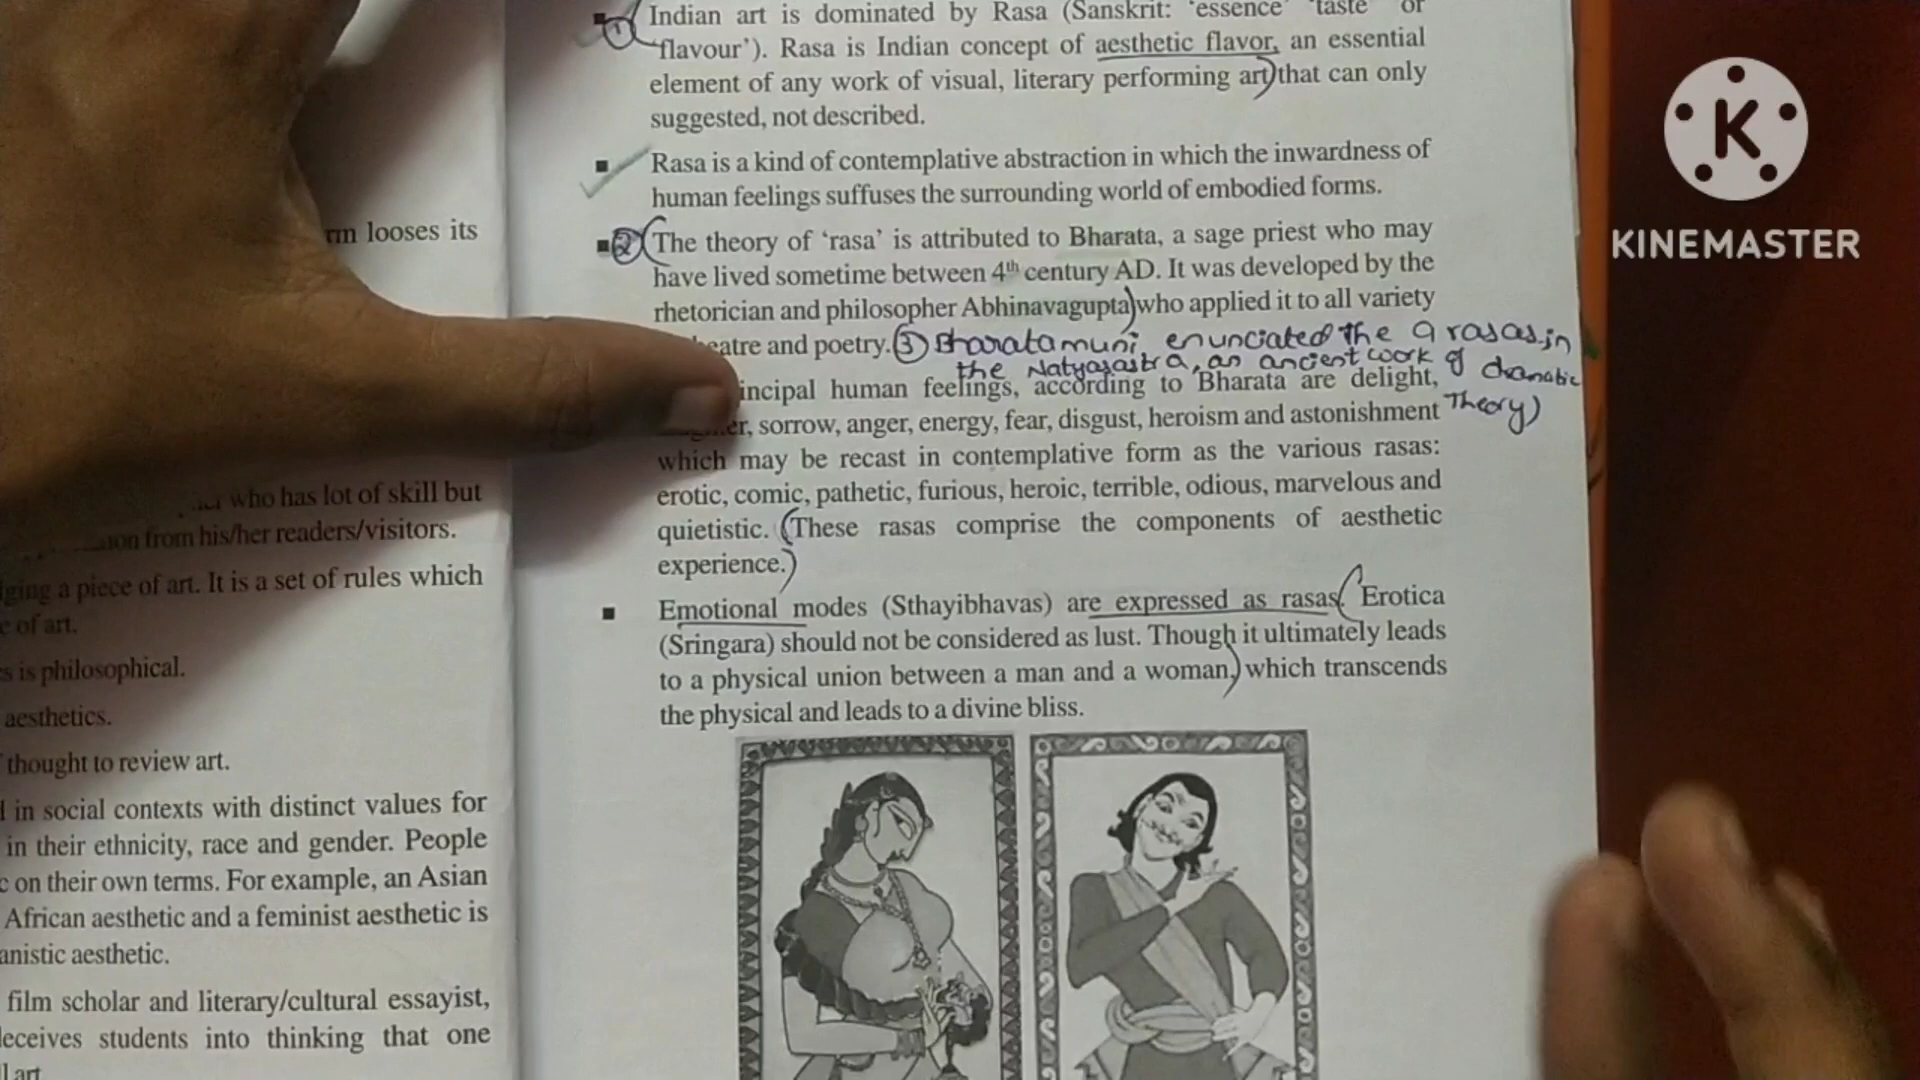 rm looses its
who has lot of skill but
from his/her readers/visitors.
ging a piece of art. It is a set of rules which
of art.
s is philosophical.
aesthetics.
thought to review art.
in social contexts with distinct values for
in their ethnicity, race and gender. People
c on their own terms. For example, an Asian
African aesthetic and a feminist aesthetic is
anistic aesthetic.
film scholar and literary/cultural essayist,
deceives students into thinking that one
l art
Indian art is dominated by Rasa (Sanskrit: 'essence' 'taste' or
1
'flavour'). Rasa is Indian concept of aesthetic flavor, an essential
element of any work of visual, literary performing art) that can only
suggested, not described.
Rasa is a kind of contemplative abstraction in which the inwardness of
human feelings suffuses the surrounding world of embodied forms.
2 (The theory of 'rasa' is attributed to Bharata, a sage priest who may
have lived sometime between 4th century AD. It was developed by the
rhetorician and philosopher Abhinavagupta) who applied it to all variety
eatre and poetry. 3 Bharatamuni enunciated the 9 rasas in
the Natyasastra, an ancient work of dramatic
Theory)
incipal human feelings, according to Bharata are delight,
er, sorrow, anger, energy, fear, disgust, heroism and astonishment
which may be recast in contemplative form as the various rasas:
erotic, comic, pathetic, furious, heroic, terrible, odious, marvelous and
quietistic. (These rasas comprise the components of aesthetic
experience.)
Emotional modes (Sthayibhavas) are expressed as rasas. (Erotica
(Sringara) should not be considered as lust. Though it ultimately leads
to a physical union between a man and a woman,) which transcends
the physical and leads to a divine bliss.
K
KINEMASTER